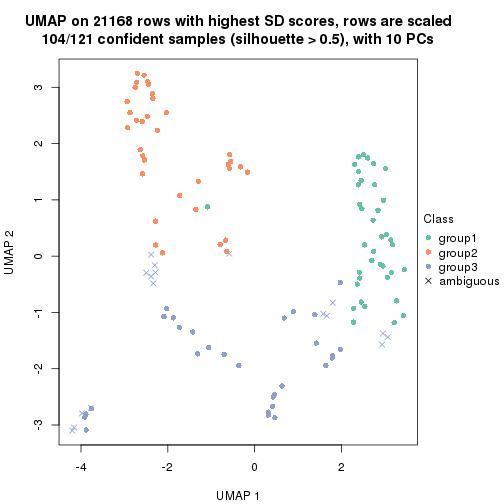 UMAP on 21168 rows with highest SD scores, rows are scaled
104/121 confident samples (silhouette > 0.5), with 10 PCs
3
2
1
0
-1
-2
-3
UMAP 2
-4
-2
0
2
UMAP 1
Class
group1
group2
group3
ambiguous